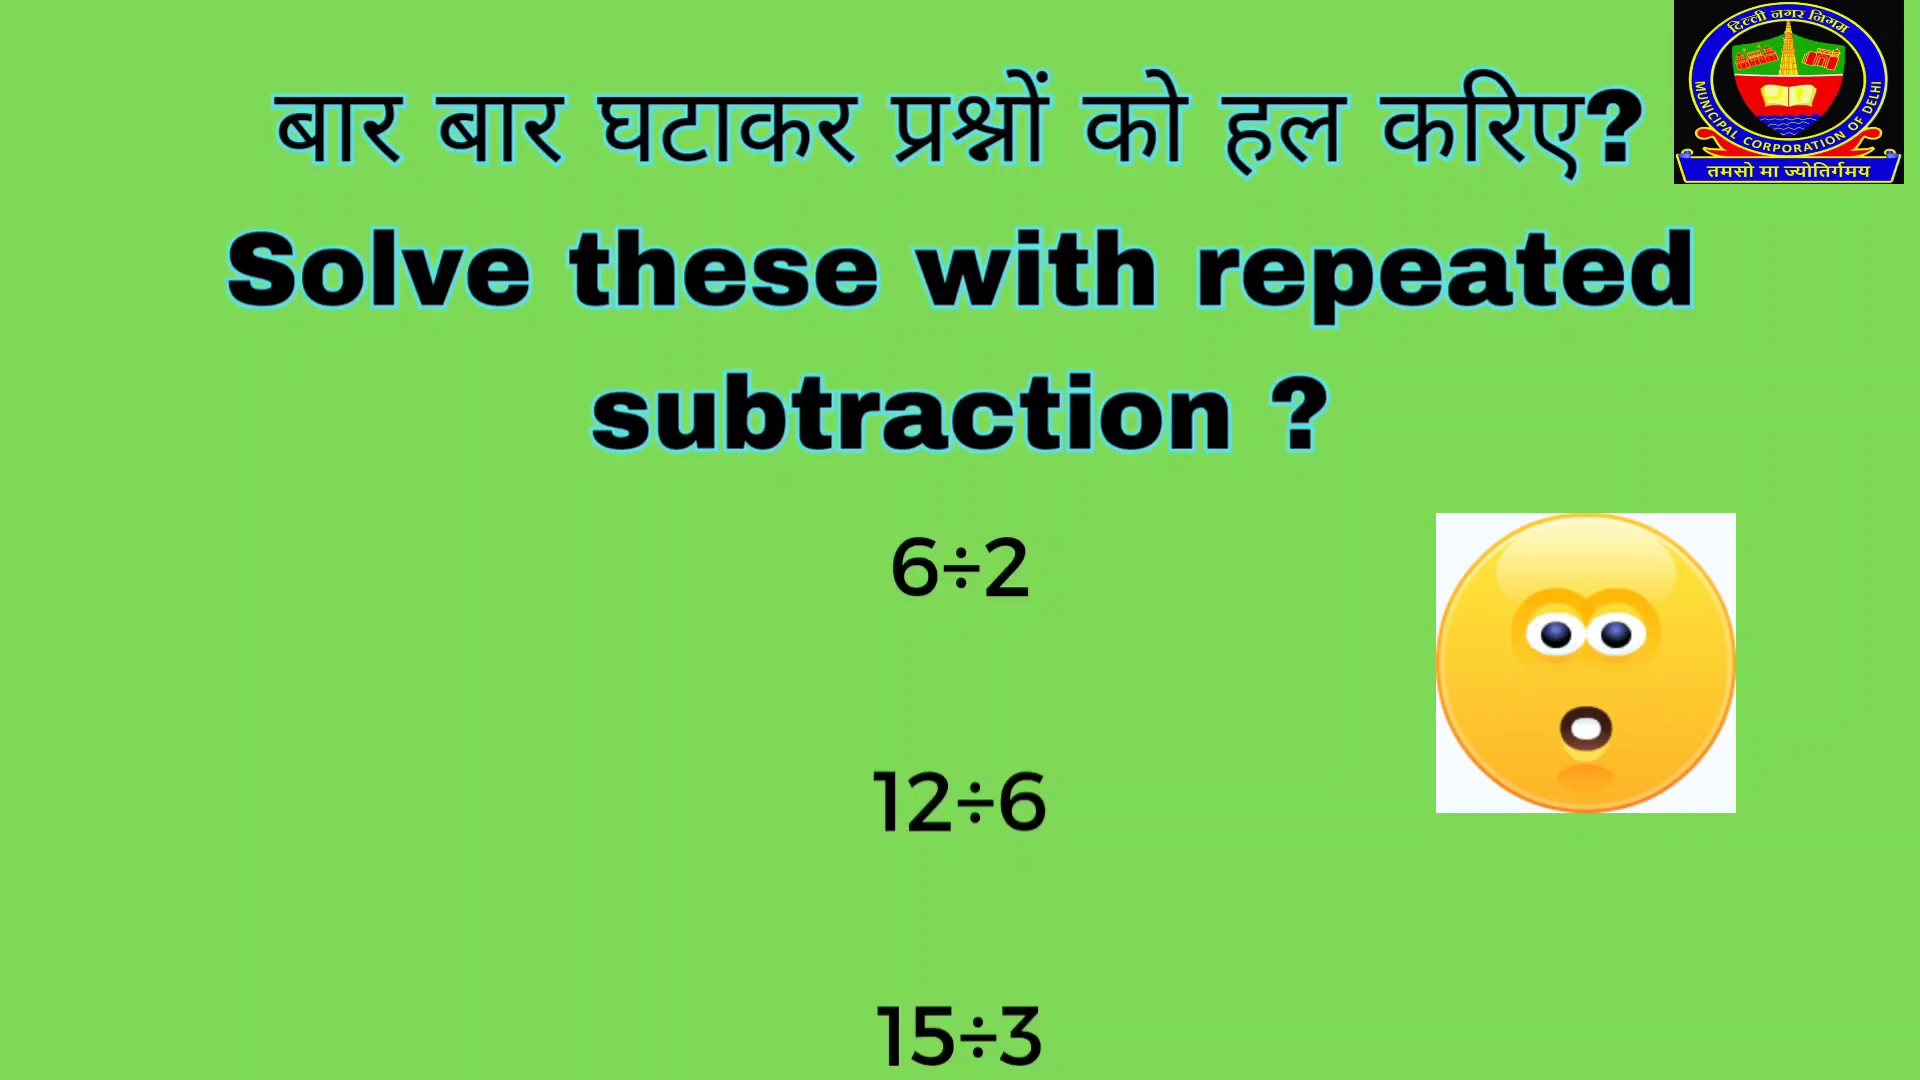 बार बार घटाकर प्रश्नों को हल करिए?
Solve these with repeated
subtraction ?
6÷2
12÷6
15÷3
दिल्ली नगर निगम
MUNICIPAL CORPORATION OF DELHI
तमसो मा ज्योतिर्गमय